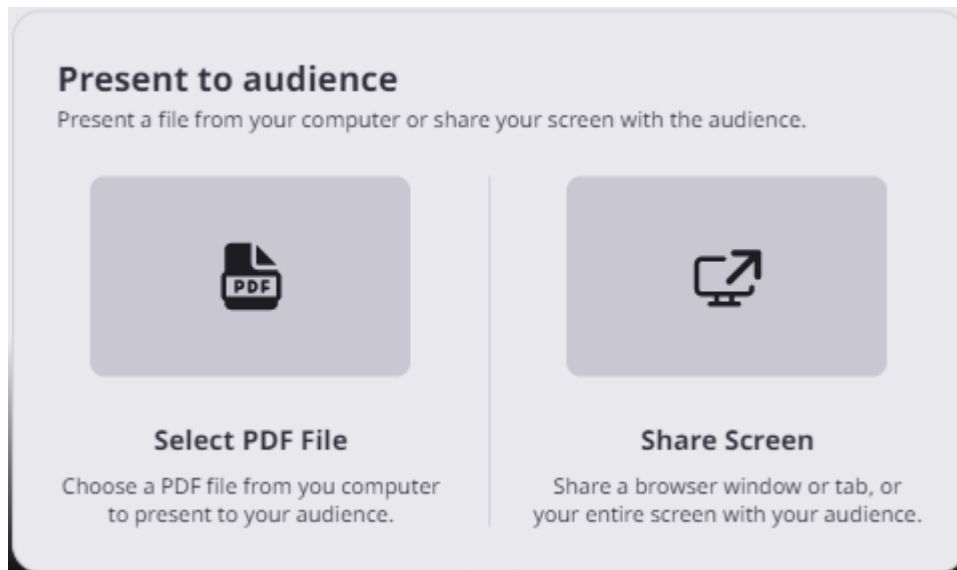 Present to audience
Present a file from your computer or share your screen with the audience.
PDF
Select PDF File
Choose a PDF file from you computer
to present to your audience.
Share Screen
Share a browser window or tab, or
your entire screen with your audience.